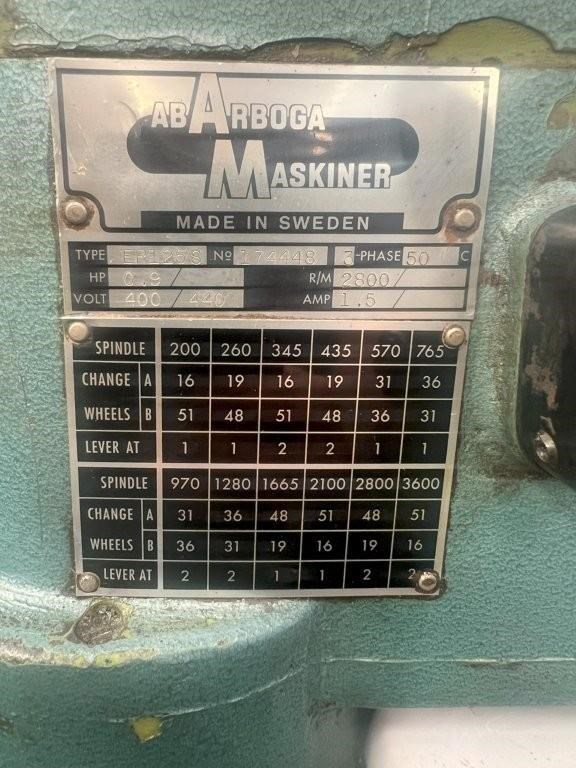 AB ARBOGA
MASKINER
MADE IN SWEDEN
TYPE Nº 174448 3-PHASE 50 C
HP 0.9/ R/M 2800/
VOLT 400/440/ AMP 1.5/
SPINDLE 200 260 345 435 570 765
CHANGE A 16 19 16 19 31 36
WHEELS B 51 48 51 48 36 31
LEVER AT 1 1 2 2 1 1
SPINDLE 970 1280 1665 2100 2800 3600
CHANGE A 31 36 48 51 48 51
WHEELS B 36 31 19 16 19 16
LEVER AT 2 2 1 1 2 2